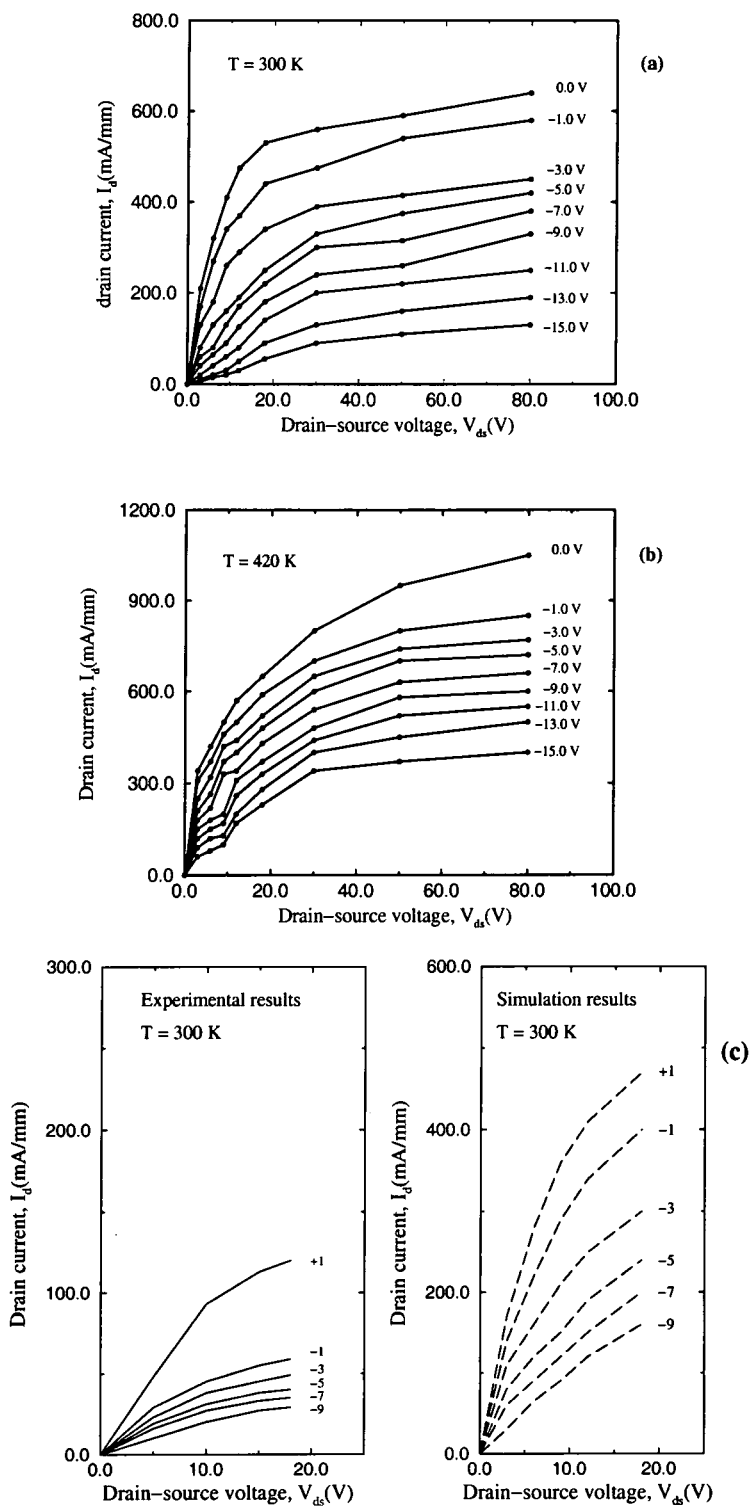 800.0
T = 300 K
(a)
0.0 V
600.0
−1.0 V
−3.0 V
400.0
−5.0 V
−7.0 V
−9.0 V
200.0
−11.0 V
−13.0 V
−15.0 V
0.0
0.0 20.0 40.0 60.0 80.0 100.0
drain current, I_d(mA/mm)
Drain−source voltage, V_ds(V)
1200.0
T = 420 K
(b)
0.0 V
900.0
−1.0 V
−3.0 V
−5.0 V
600.0
−7.0 V
−9.0 V
−11.0 V
−13.0 V
300.0
−15.0 V
0.0
0.0 20.0 40.0 60.0 80.0 100.0
Drain current, I_d(mA/mm)
Drain−source voltage, V_ds(V)
300.0
Experimental results
T = 300 K
200.0
+1
100.0
−1
−3
−5
−7
−9
0.0
0.0 10.0 20.0
Drain current, I_d(mA/mm)
Drain−source voltage, V_ds(V)
600.0
Simulation results
T = 300 K
(c)
+1
400.0
−1
−3
−5
200.0
−7
−9
0.0
0.0 10.0 20.0
Drain current, I_d(mA/mm)
Drain−source voltage, V_ds(V)